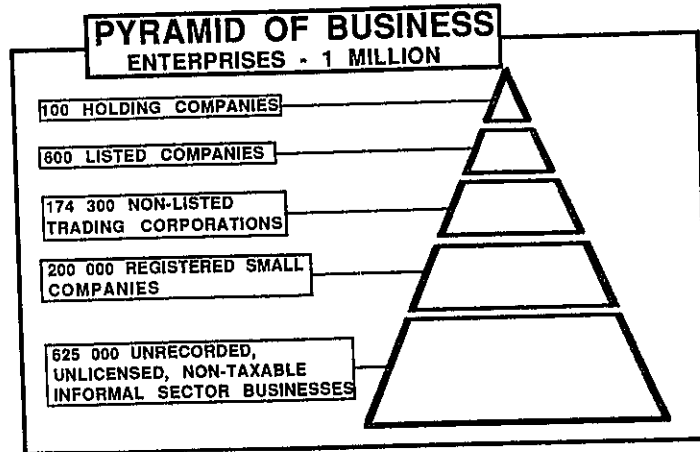 PYRAMID OF BUSINESS
ENTERPRISES - 1 MILLION
100 HOLDING COMPANIES
600 LISTED COMPANIES
174 300 NON-LISTED
TRADING CORPORATIONS
200 000 REGISTERED SMALL
COMPANIES
625 000 UNRECORDED,
UNLICENSED, NON-TAXABLE
INFORMAL SECTOR BUSINESSES